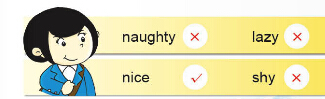 naughty ✗ lazy ✗
nice ✓ shy ✗